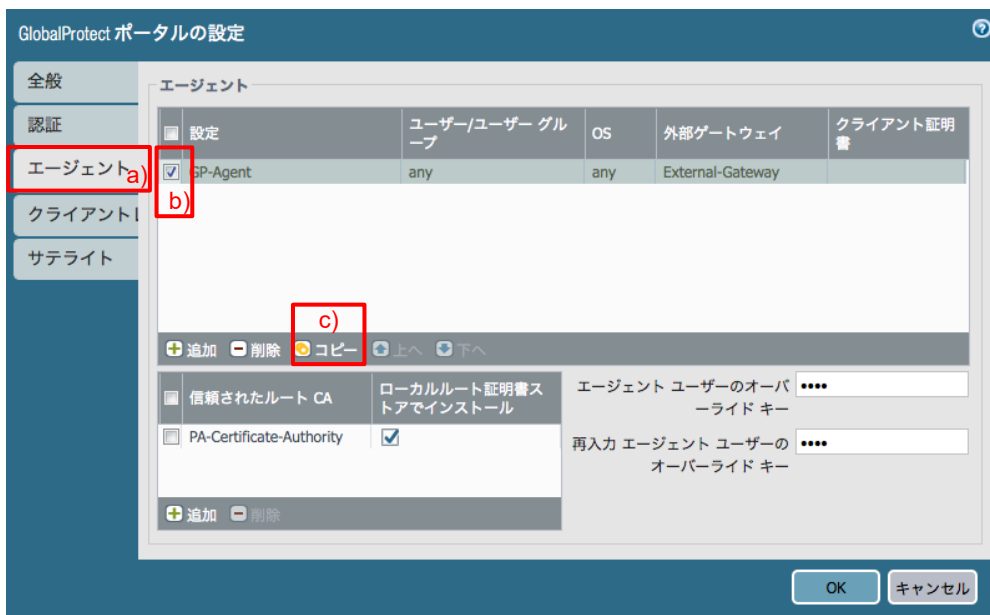 GlobalProtect ポータルの設定
全般
認証
エージェント
a)
クライアント
サテライト
エージェント
設定
ユーザー/ユーザー グル
ープ
OS
外部ゲートウェイ
クライアント証明
書
GP-Agent
any
any
External-Gateway
b)
c)
追加
削除
コピー
上へ
下へ
信頼されたルート CA
ローカルルート証明書ス
トアでインストール
PA-Certificate-Authority
追加
削除
エージェント ユーザーのオーバ
ーライド キー
••••
再入力 エージェント ユーザーの
オーバーライド キー
••••
OK
キャンセル